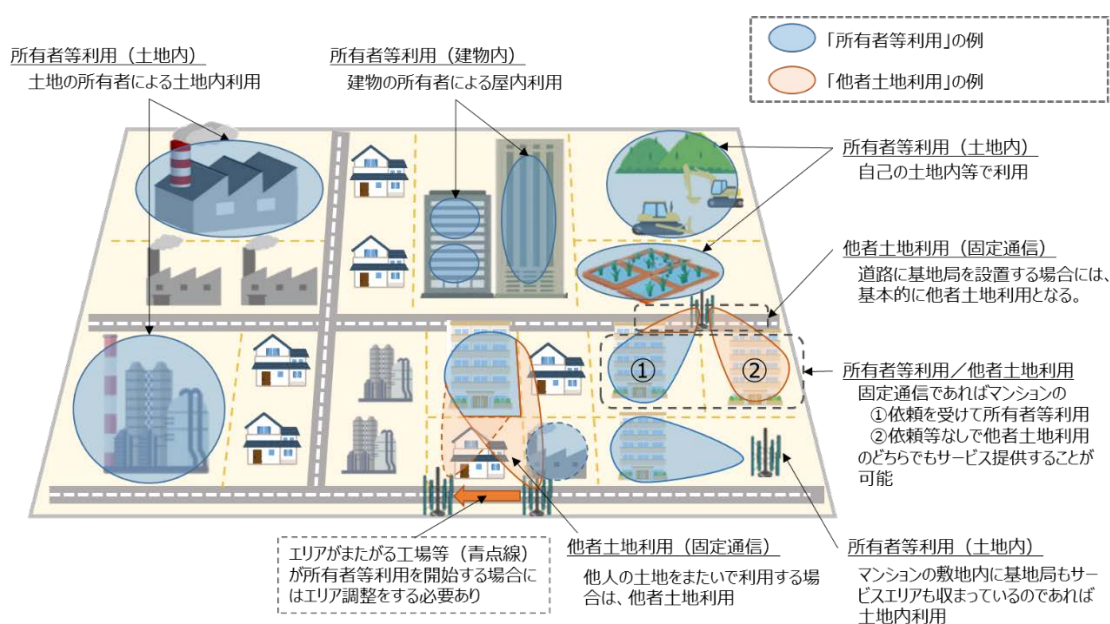 所有者等利用（土地内）
土地の所有者による土地内利用
所有者等利用（建物内）
建物の所有者による屋内利用
「所有者等利用」の例
「他者土地利用」の例
所有者等利用（土地内）
自己の土地内等で利用
他者土地利用（固定通信）
道路に基地局を設置する場合には、
基本的に他者土地利用となる。
①
②
所有者等利用／他者土地利用
固定通信であればマンションの
①依頼を受けて所有者等利用
②依頼等なしで他者土地利用
のどちらでもサービス提供することが
可能
エリアがまたがる工場等（青点線）
が所有者等利用を開始する場合に
はエリア調整をする必要あり
他者土地利用（固定通信）
他人の土地をまたいで利用する場
合は、他者土地利用
所有者等利用（土地内）
マンションの敷地内に基地局もサー
ビスエリアも収まっているのであれば
土地内利用